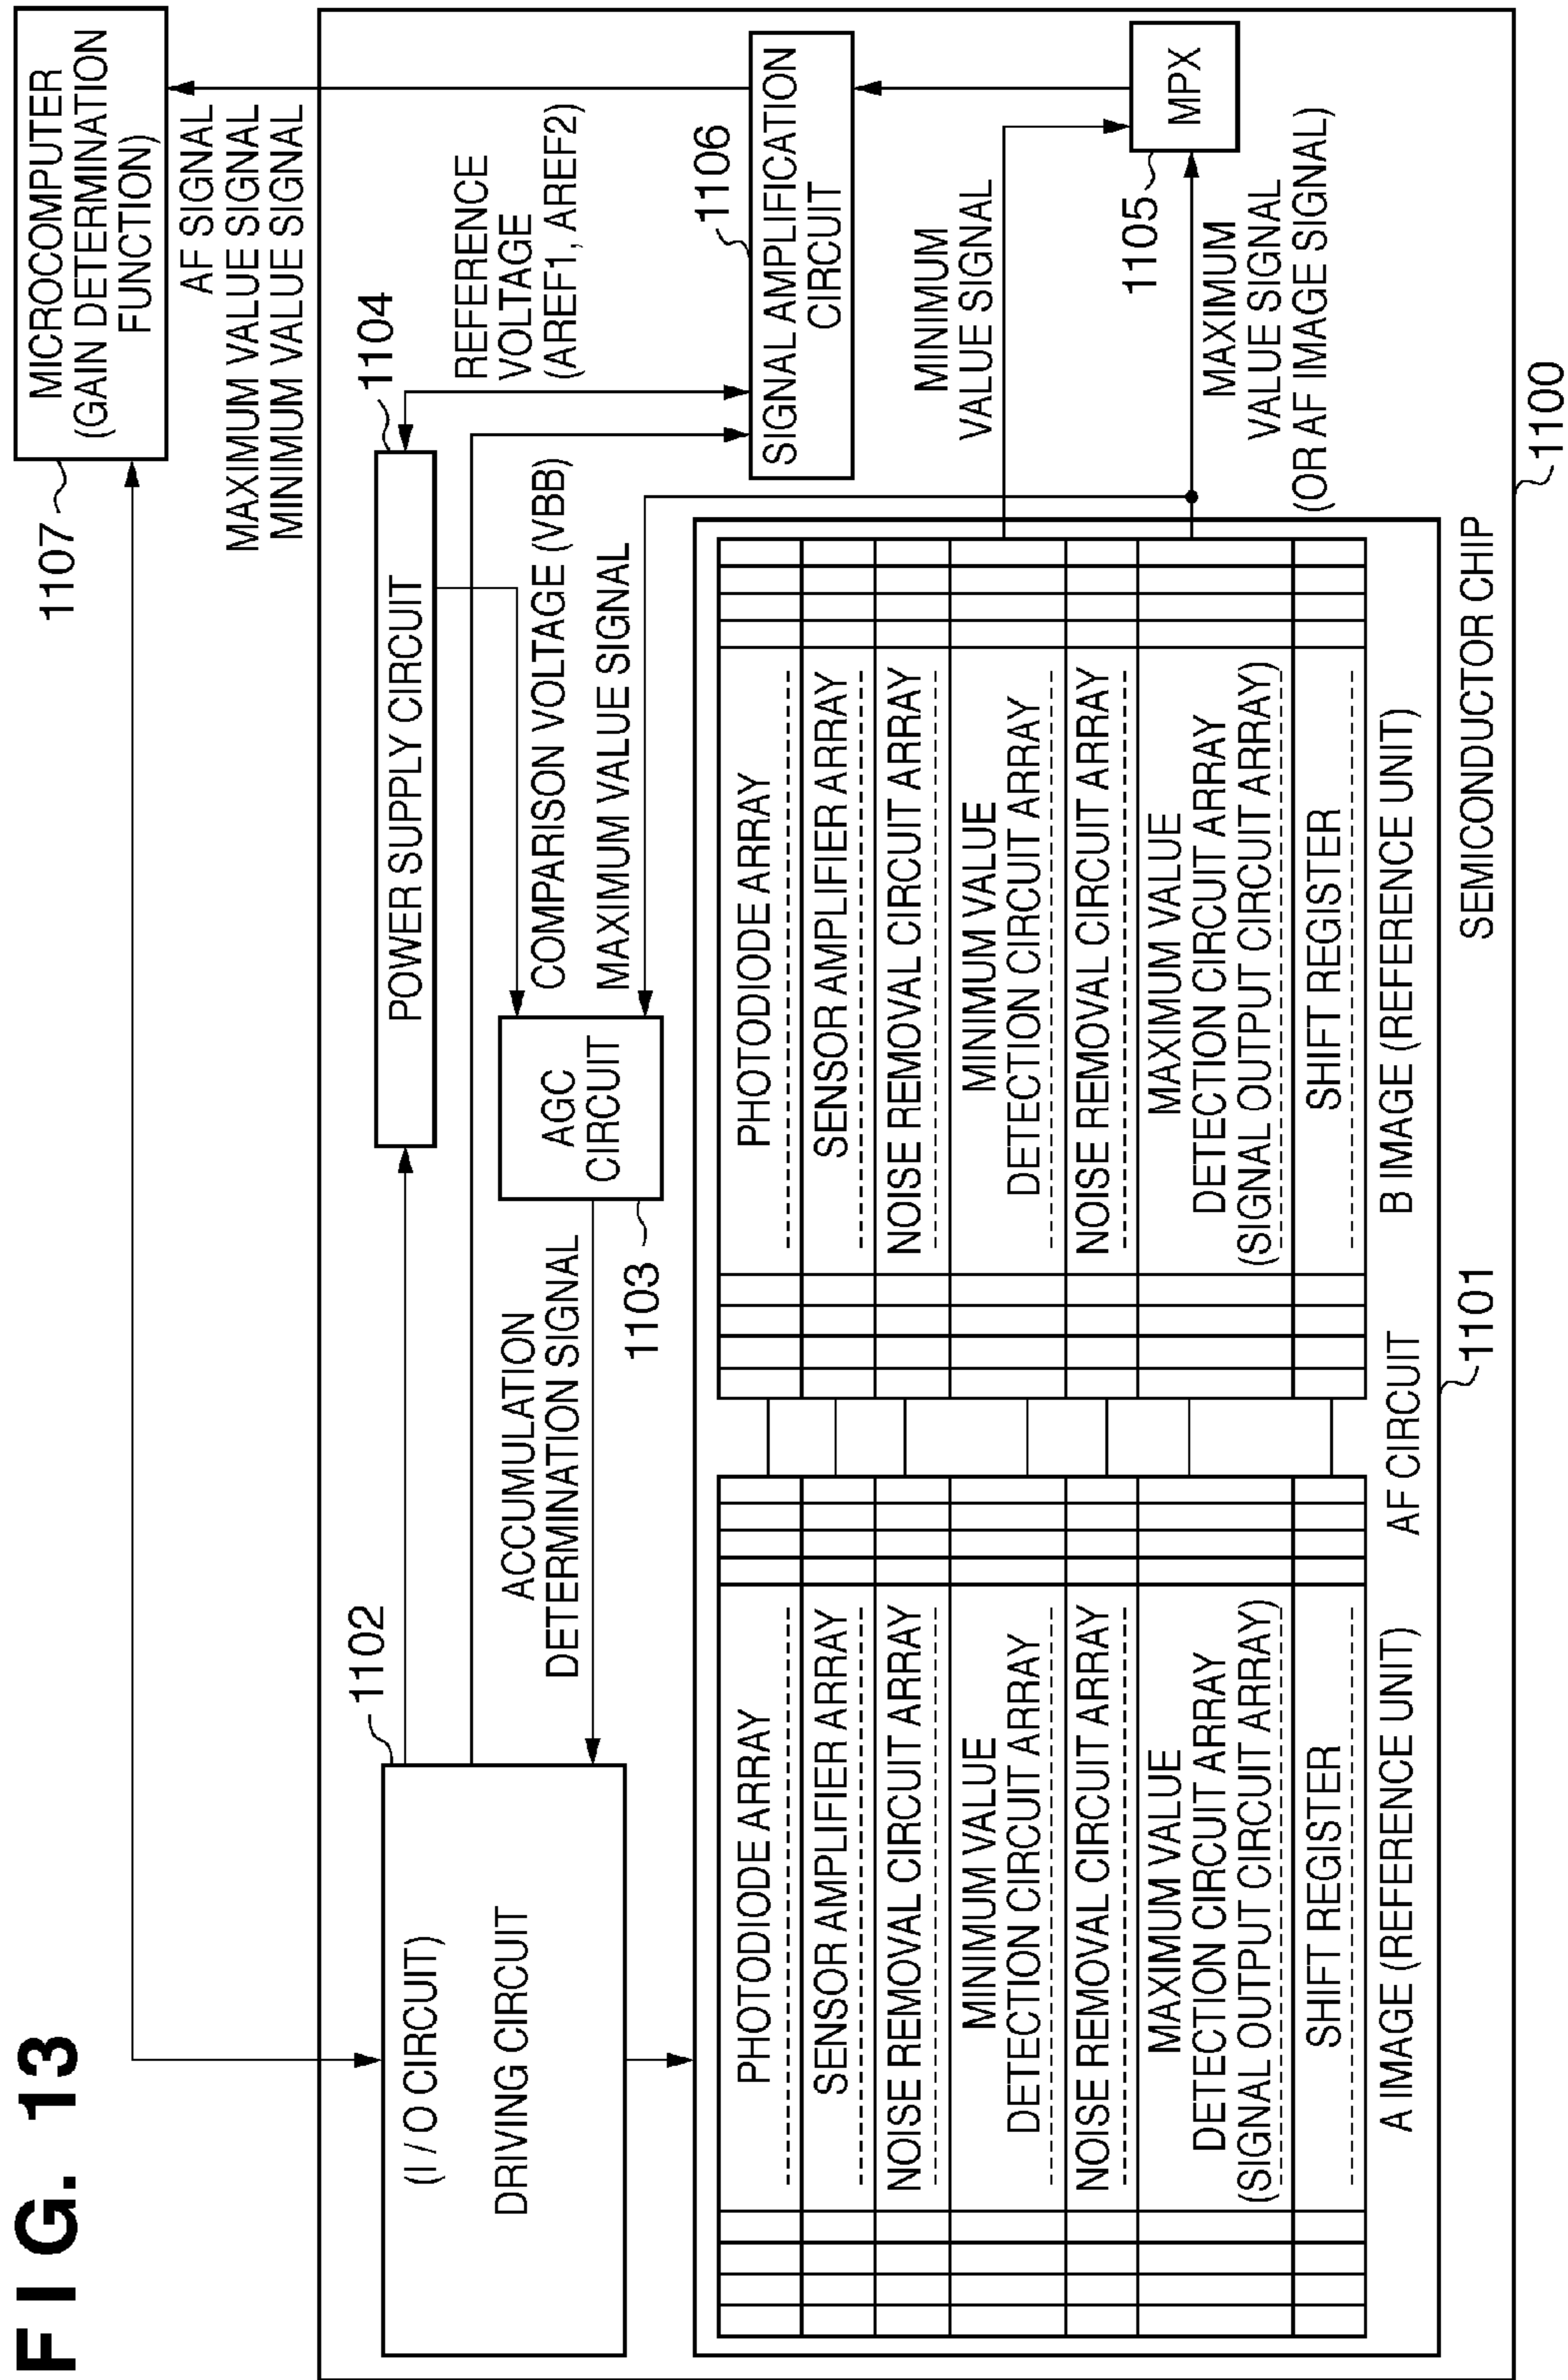 FIG. 13
1107
MICROCOMPUTER
(GAIN DETERMINATION
FUNCTION)
AF SIGNAL
MAXIMUM VALUE SIGNAL
MINIMUM VALUE SIGNAL
1102
(I / O CIRCUIT)
DRIVING CIRCUIT
1104
POWER SUPPLY CIRCUIT
REFERENCE
VOLTAGE
(AREF1, AREF2)
ACCUMULATION
DETERMINATION SIGNAL
AGC
CIRCUIT
1103
COMPARISON VOLTAGE (VBB)
MAXIMUM VALUE SIGNAL
1106
SIGNAL AMPLIFICATION
CIRCUIT
MINIMUM
VALUE SIGNAL
1105
MPX
MAXIMUM
VALUE SIGNAL
(OR AF IMAGE SIGNAL)
PHOTODIODE ARRAY
SENSOR AMPLIFIER ARRAY
NOISE REMOVAL CIRCUIT ARRAY
MINIMUM VALUE
DETECTION CIRCUIT ARRAY
NOISE REMOVAL CIRCUIT ARRAY
MAXIMUM VALUE
DETECTION CIRCUIT ARRAY
(SIGNAL OUTPUT CIRCUIT ARRAY)
SHIFT REGISTER
A IMAGE (REFERENCE UNIT)
PHOTODIODE ARRAY
SENSOR AMPLIFIER ARRAY
NOISE REMOVAL CIRCUIT ARRAY
MINIMUM VALUE
DETECTION CIRCUIT ARRAY
NOISE REMOVAL CIRCUIT ARRAY
MAXIMUM VALUE
DETECTION CIRCUIT ARRAY
(SIGNAL OUTPUT CIRCUIT ARRAY)
SHIFT REGISTER
B IMAGE (REFERENCE UNIT)
AF CIRCUIT
1101
SEMICONDUCTOR CHIP
1100